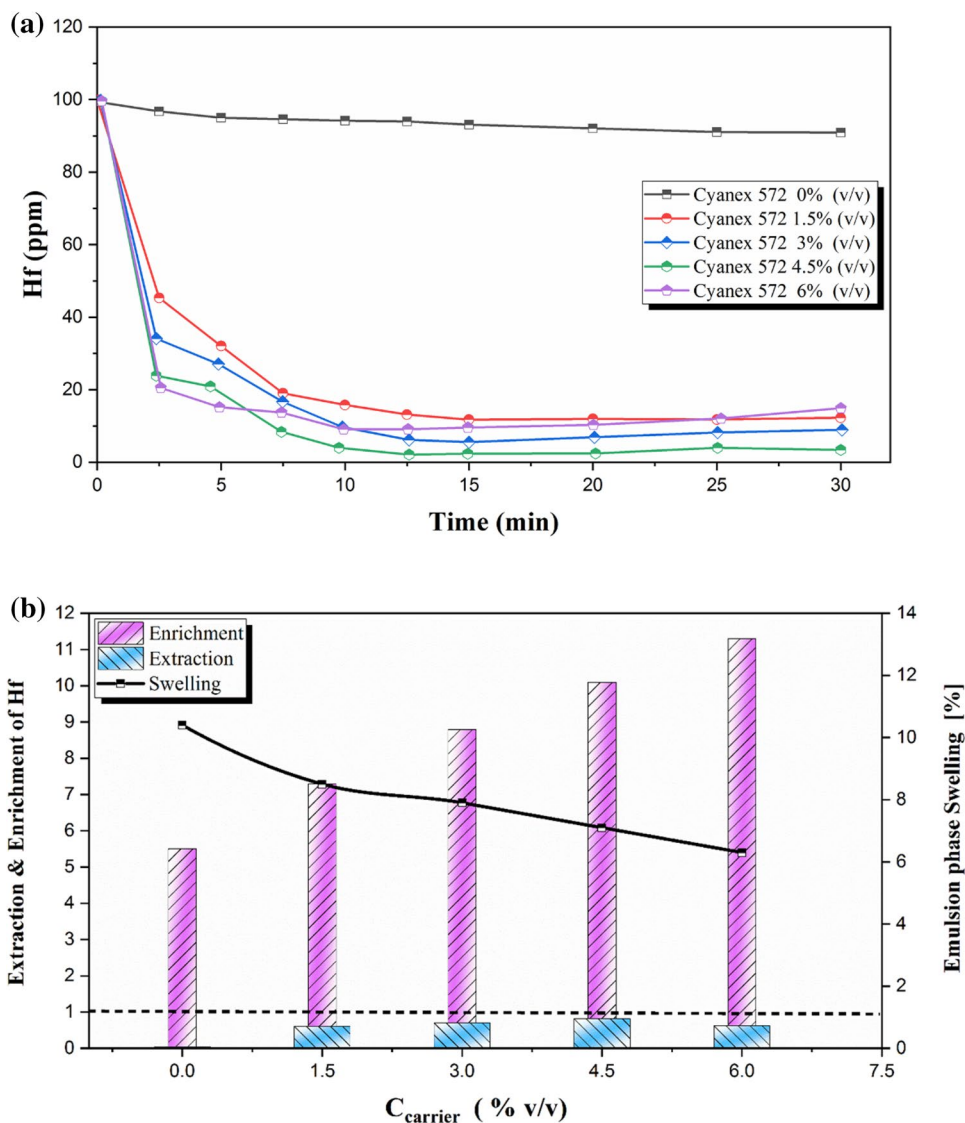 (a)
120
100
80
60
40
20
0
Hf (ppm)
Cyanex 572 0% (v/v)
Cyanex 572 1.5% (v/v)
Cyanex 572 3% (v/v)
Cyanex 572 4.5% (v/v)
Cyanex 572 6% (v/v)
0 5 10 15 20 25 30
Time (min)
(b)
12
11
10
9
8
7
6
5
4
3
2
1
0
Extraction & Enrichment of Hf
Enrichment
Extraction
Swelling
14
12
10
8
6
4
2
0
Emulsion phase Swelling [%]
0.0 1.5 3.0 4.5 6.0 7.5
Ccarrier ( % v/v)